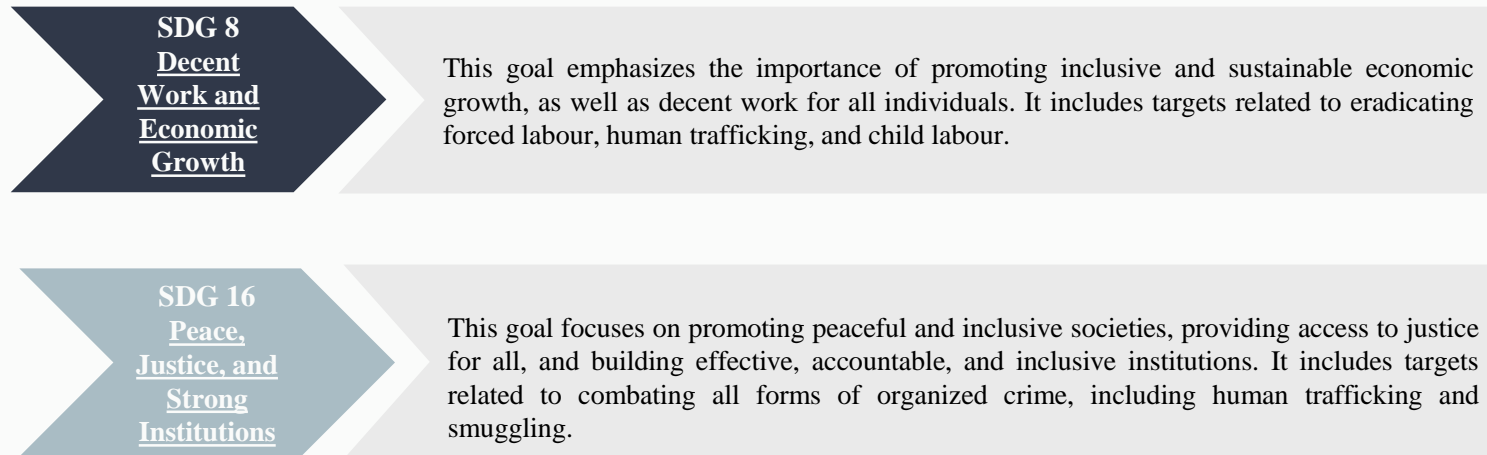 SDG 8
Decent
Work and
Economic
Growth
This goal emphasizes the importance of promoting inclusive and sustainable economic
growth, as well as decent work for all individuals. It includes targets related to eradicating
forced labour, human trafficking, and child labour.
SDG 16
Peace,
Justice, and
Strong
Institutions
This goal focuses on promoting peaceful and inclusive societies, providing access to justice
for all, and building effective, accountable, and inclusive institutions. It includes targets
related to combating all forms of organized crime, including human trafficking and
smuggling.